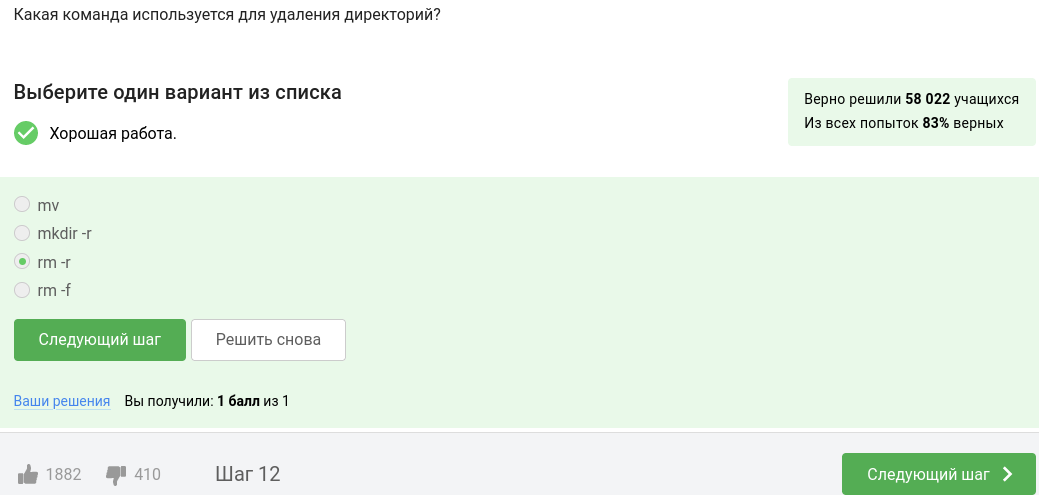 Какая команда используется для удаления директорий?
Выберите один вариант из списка
Хорошая работа.
Верно решили 58 022 учащихся
Из всех попыток 83% верных
mv
mkdir -r
rm -r
rm -f
Следующий шаг Решить снова
Ваши решения Вы получили: 1 балл из 1
1882 410 Шаг 12 Следующий шаг